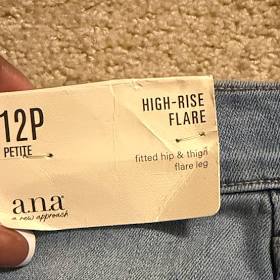 12P
PETITE
HIGH-RISE
FLARE
fitted hip & thigh
flare leg
a.n.a
a new approach